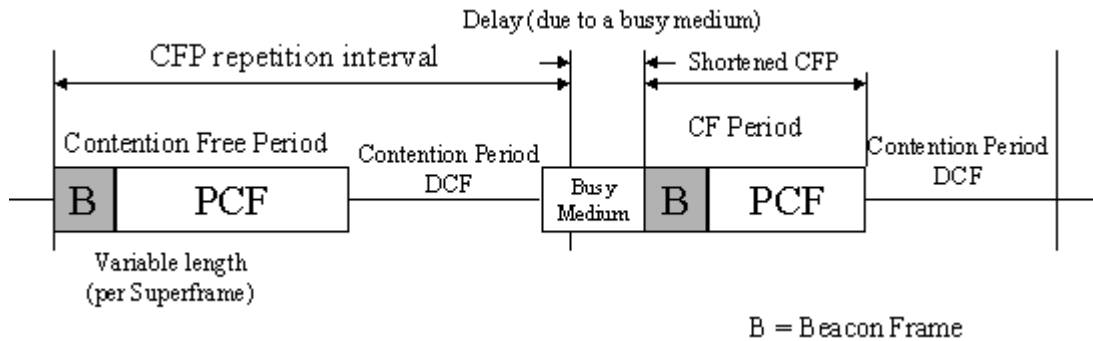 Delay (due to a busy medium)
CFP repetition interval
Shortened CFP
Contention Free Period
Contention Period
DCF
CF Period
Contention Period
DCF
B
PCF
Busy
Medium
B
PCF
Variable length
(per Superframe)
B = Beacon Frame